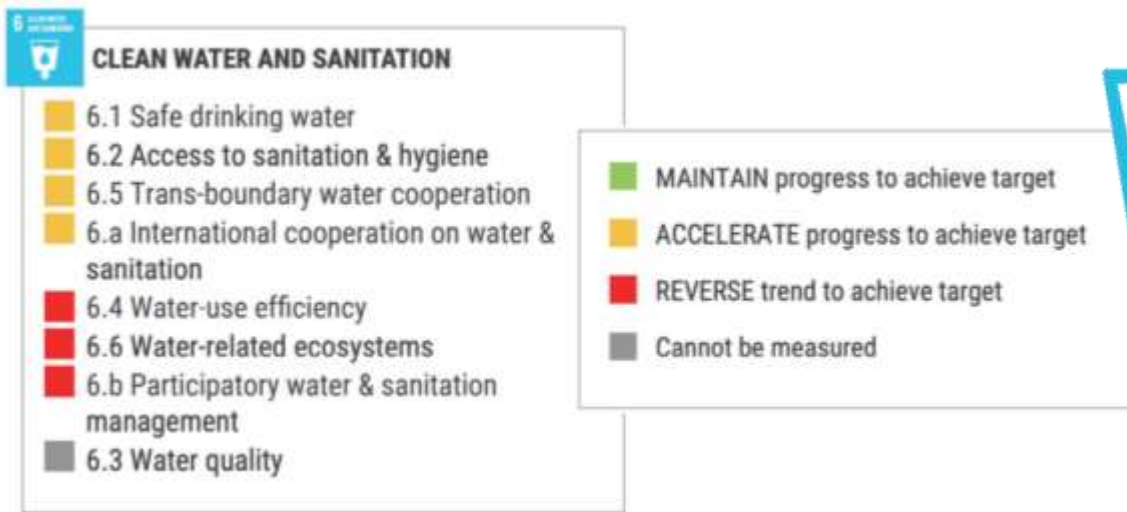 6
CLEAN WATER AND SANITATION
6.1 Safe drinking water
6.2 Access to sanitation & hygiene
6.5 Trans-boundary water cooperation
6.a International cooperation on water &
sanitation
6.4 Water-use efficiency
6.6 Water-related ecosystems
6.b Participatory water & sanitation
management
6.3 Water quality
MAINTAIN progress to achieve target
ACCELERATE progress to achieve target
REVERSE trend to achieve target
Cannot be measured